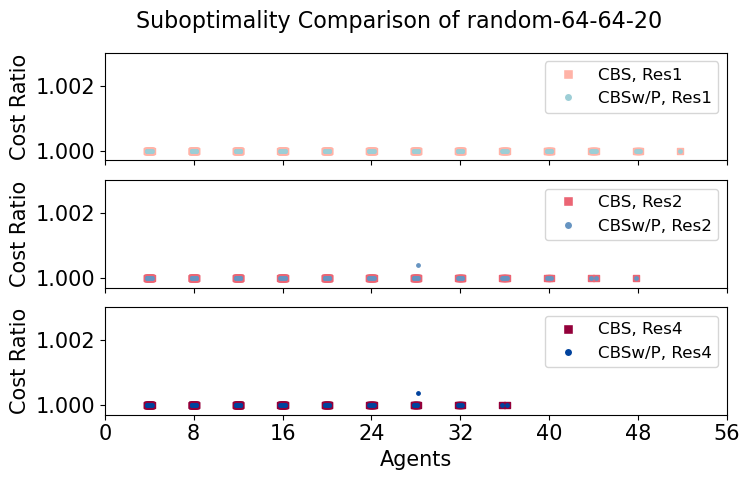 Suboptimality Comparison of random-64-64-20
Cost Ratio
1.002
1.000
CBS, Res1
CBSw/P, Res1
Cost Ratio
1.002
1.000
CBS, Res2
CBSw/P, Res2
Cost Ratio
1.002
1.000
CBS, Res4
CBSw/P, Res4
0 8 16 24 32 40 48 56
Agents